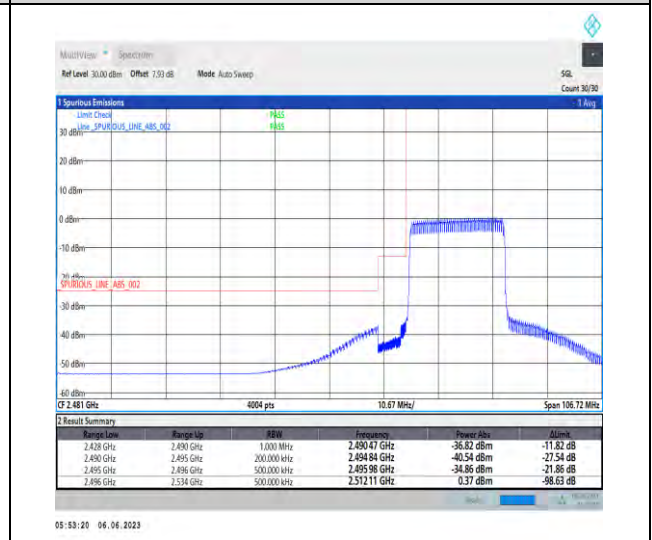 MultiView Spectrum
Ref Level 30.00 dBm Offset 7.93 dB Mode Auto Sweep SGL
Count 30/30
1 Spurious Emissions 1 Avg
Limit Check PASS
Line _SPURIOUS_LINE_ABS_002 PASS
30 dBm
20 dBm
10 dBm
0 dBm
-10 dBm
-20 dBm
SPURIOUS_LINE_ABS_002
-30 dBm
-40 dBm
-50 dBm
-60 dBm
CF 2.481 GHz 4004 pts 10.67 MHz/ Span 106.72 MHz
2 Result Summary
Range Low Range Up RBW Frequency Power Abs ΔLimit
2.428 GHz 2.490 GHz 1.000 MHz 2.490 47 GHz -36.82 dBm -11.82 dB
2.490 GHz 2.495 GHz 200.000 kHz 2.494 84 GHz -40.54 dBm -27.54 dB
2.495 GHz 2.496 GHz 500.000 kHz 2.495 98 GHz -34.86 dBm -21.86 dB
2.496 GHz 2.534 GHz 500.000 kHz 2.512 11 GHz 0.37 dBm -98.63 dB
05:53:20 06.06.2023